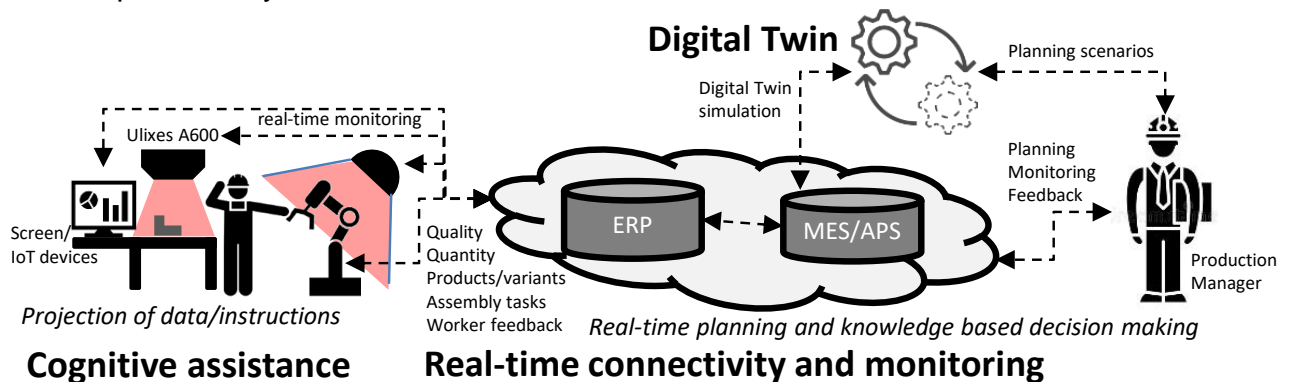 Digital Twin
Planning scenarios
Digital Twin
simulation
real-time monitoring
Ulixes A600
Planning
Monitoring
Feedback
ERP
MES/APS
Screen/
IoT devices
Quality
Quantity
Products/variants
Assembly tasks
Worker feedback
Production
Manager
Projection of data/instructions
Real-time planning and knowledge based decision making
Cognitive assistance
Real-time connectivity and monitoring